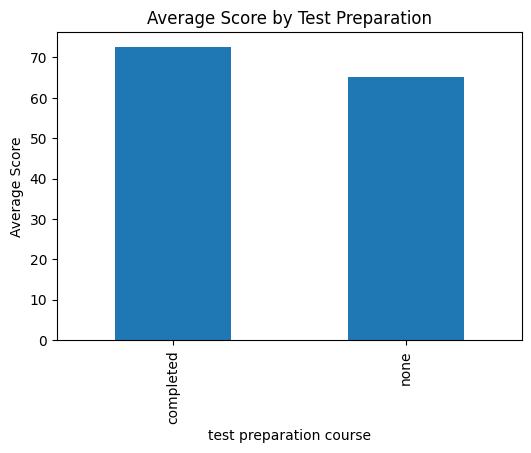 Average Score by Test Preparation
Average Score
70
60
50
40
30
20
10
0
completed
none
test preparation course